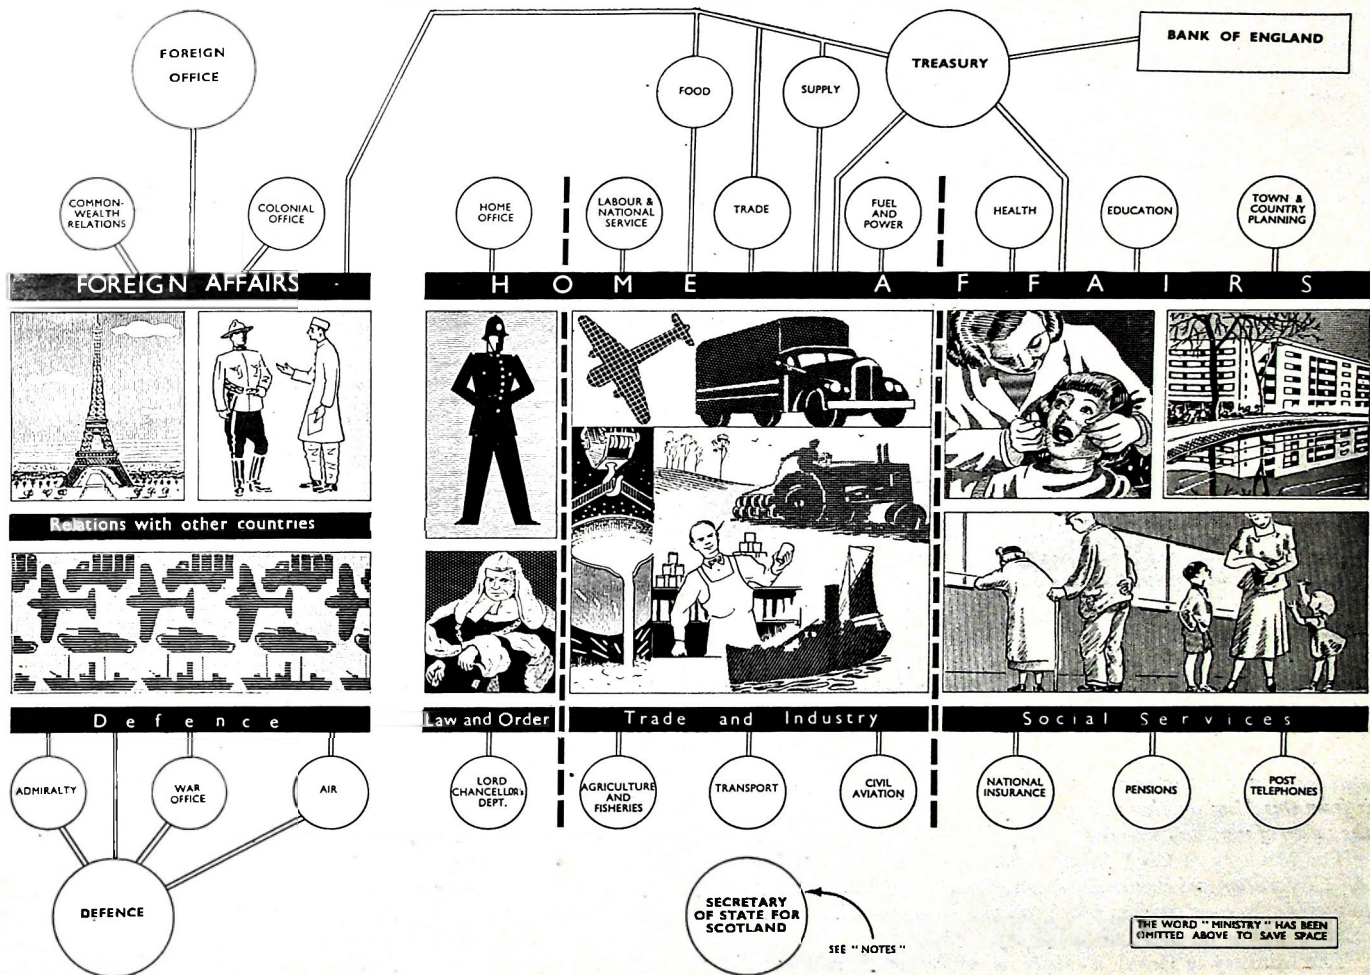 FOREIGN
OFFICE
TREASURY
BANK OF ENGLAND
FOOD
SUPPLY
COMMON-
WEALTH
RELATIONS
COLONIAL
OFFICE
HOME
OFFICE
LABOUR &
NATIONAL
SERVICE
TRADE
FUEL
AND
POWER
HEALTH
EDUCATION
TOWN &
COUNTRY
PLANNING
FOREIGN AFFAIRS
HOME AFFAIRS
Relations with other countries
Defence
Law and Order
Trade and Industry
Social Services
ADMIRALTY
WAR
OFFICE
AIR
LORD
CHANCELLOR's
DEPT.
AGRICULTURE
AND
FISHERIES
TRANSPORT
CIVIL
AVIATION
NATIONAL
INSURANCE
PENSIONS
POST
TELEPHONES
DEFENCE
SECRETARY
OF STATE FOR
SCOTLAND
SEE "NOTES"
THE WORD "MINISTRY" HAS BEEN
OMITTED ABOVE TO SAVE SPACE